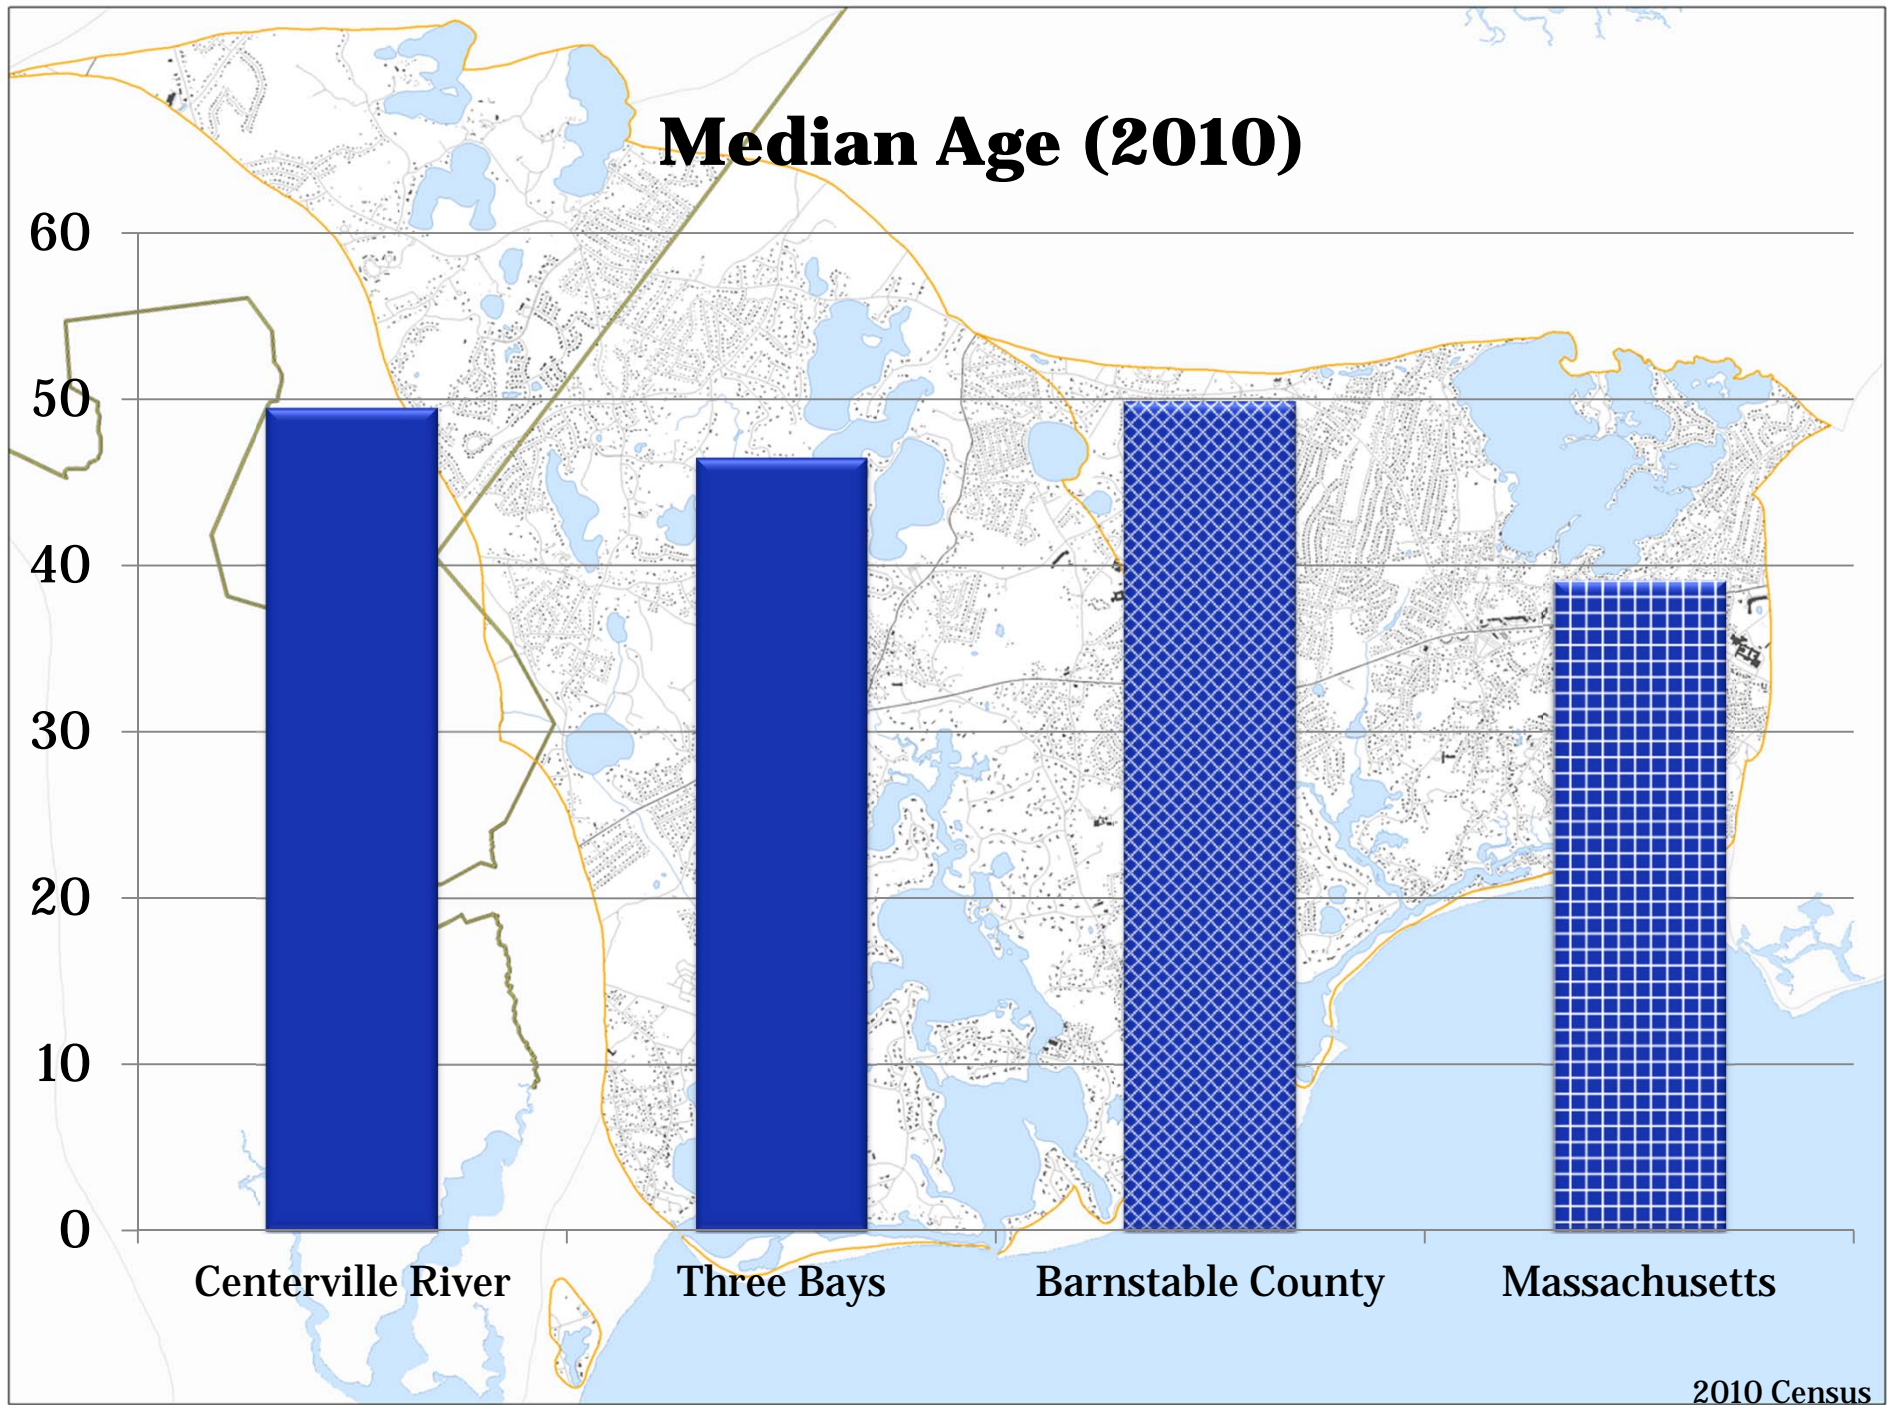 Median Age (2010)
60
50
40
30
20
10
0
Centerville River
Three Bays
Barnstable County
Massachusetts
2010 Census